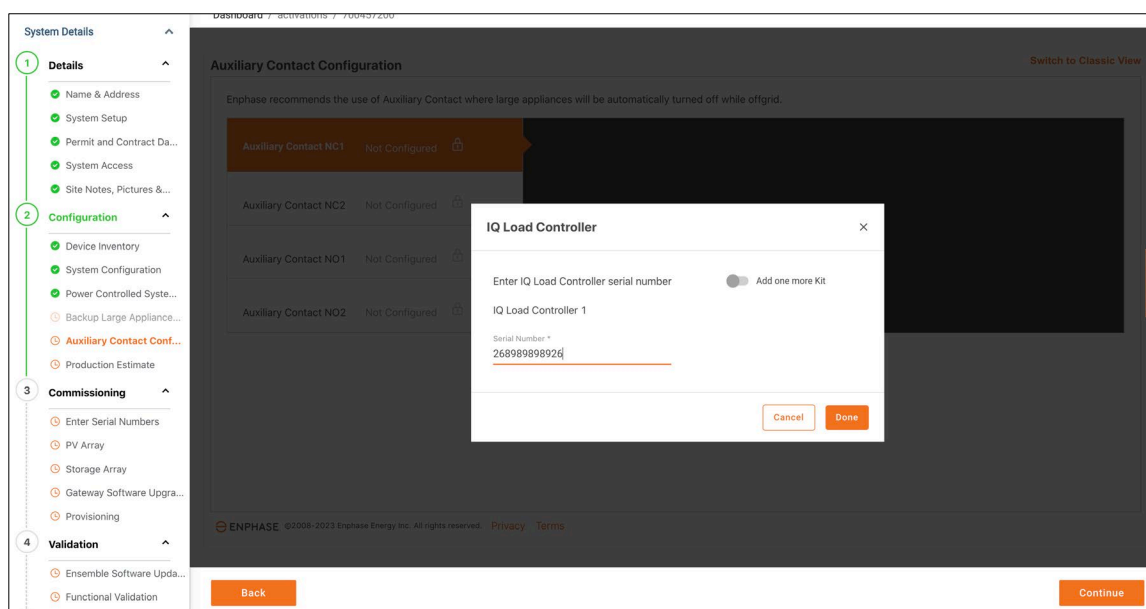 Dashboard / activations / 700457200
System Details
1 Details
Name & Address
System Setup
Permit and Contract Da...
System Access
Site Notes, Pictures &...
2 Configuration
Device Inventory
System Configuration
Power Controlled Syste...
Backup Large Appliance...
Auxiliary Contact Conf...
Production Estimate
3 Commissioning
Enter Serial Numbers
PV Array
Storage Array
Gateway Software Upgra...
Provisioning
4 Validation
Ensemble Software Upda...
Functional Validation
Auxiliary Contact Configuration
Switch to Classic View
Enphase recommends the use of Auxiliary Contact where large appliances will be automatically turned off while offgrid.
Auxiliary Contact NC1 Not Configured
Auxiliary Contact NC2 Not Configured
Auxiliary Contact NO1 Not Configured
Auxiliary Contact NO2 Not Configured
IQ Load Controller
Enter IQ Load Controller serial number
Add one more Kit
IQ Load Controller 1
Serial Number *
268989898926
Cancel
Done
ENPHASE ©2008-2023 Enphase Energy Inc. All rights reserved. Privacy Terms
Back
Continue